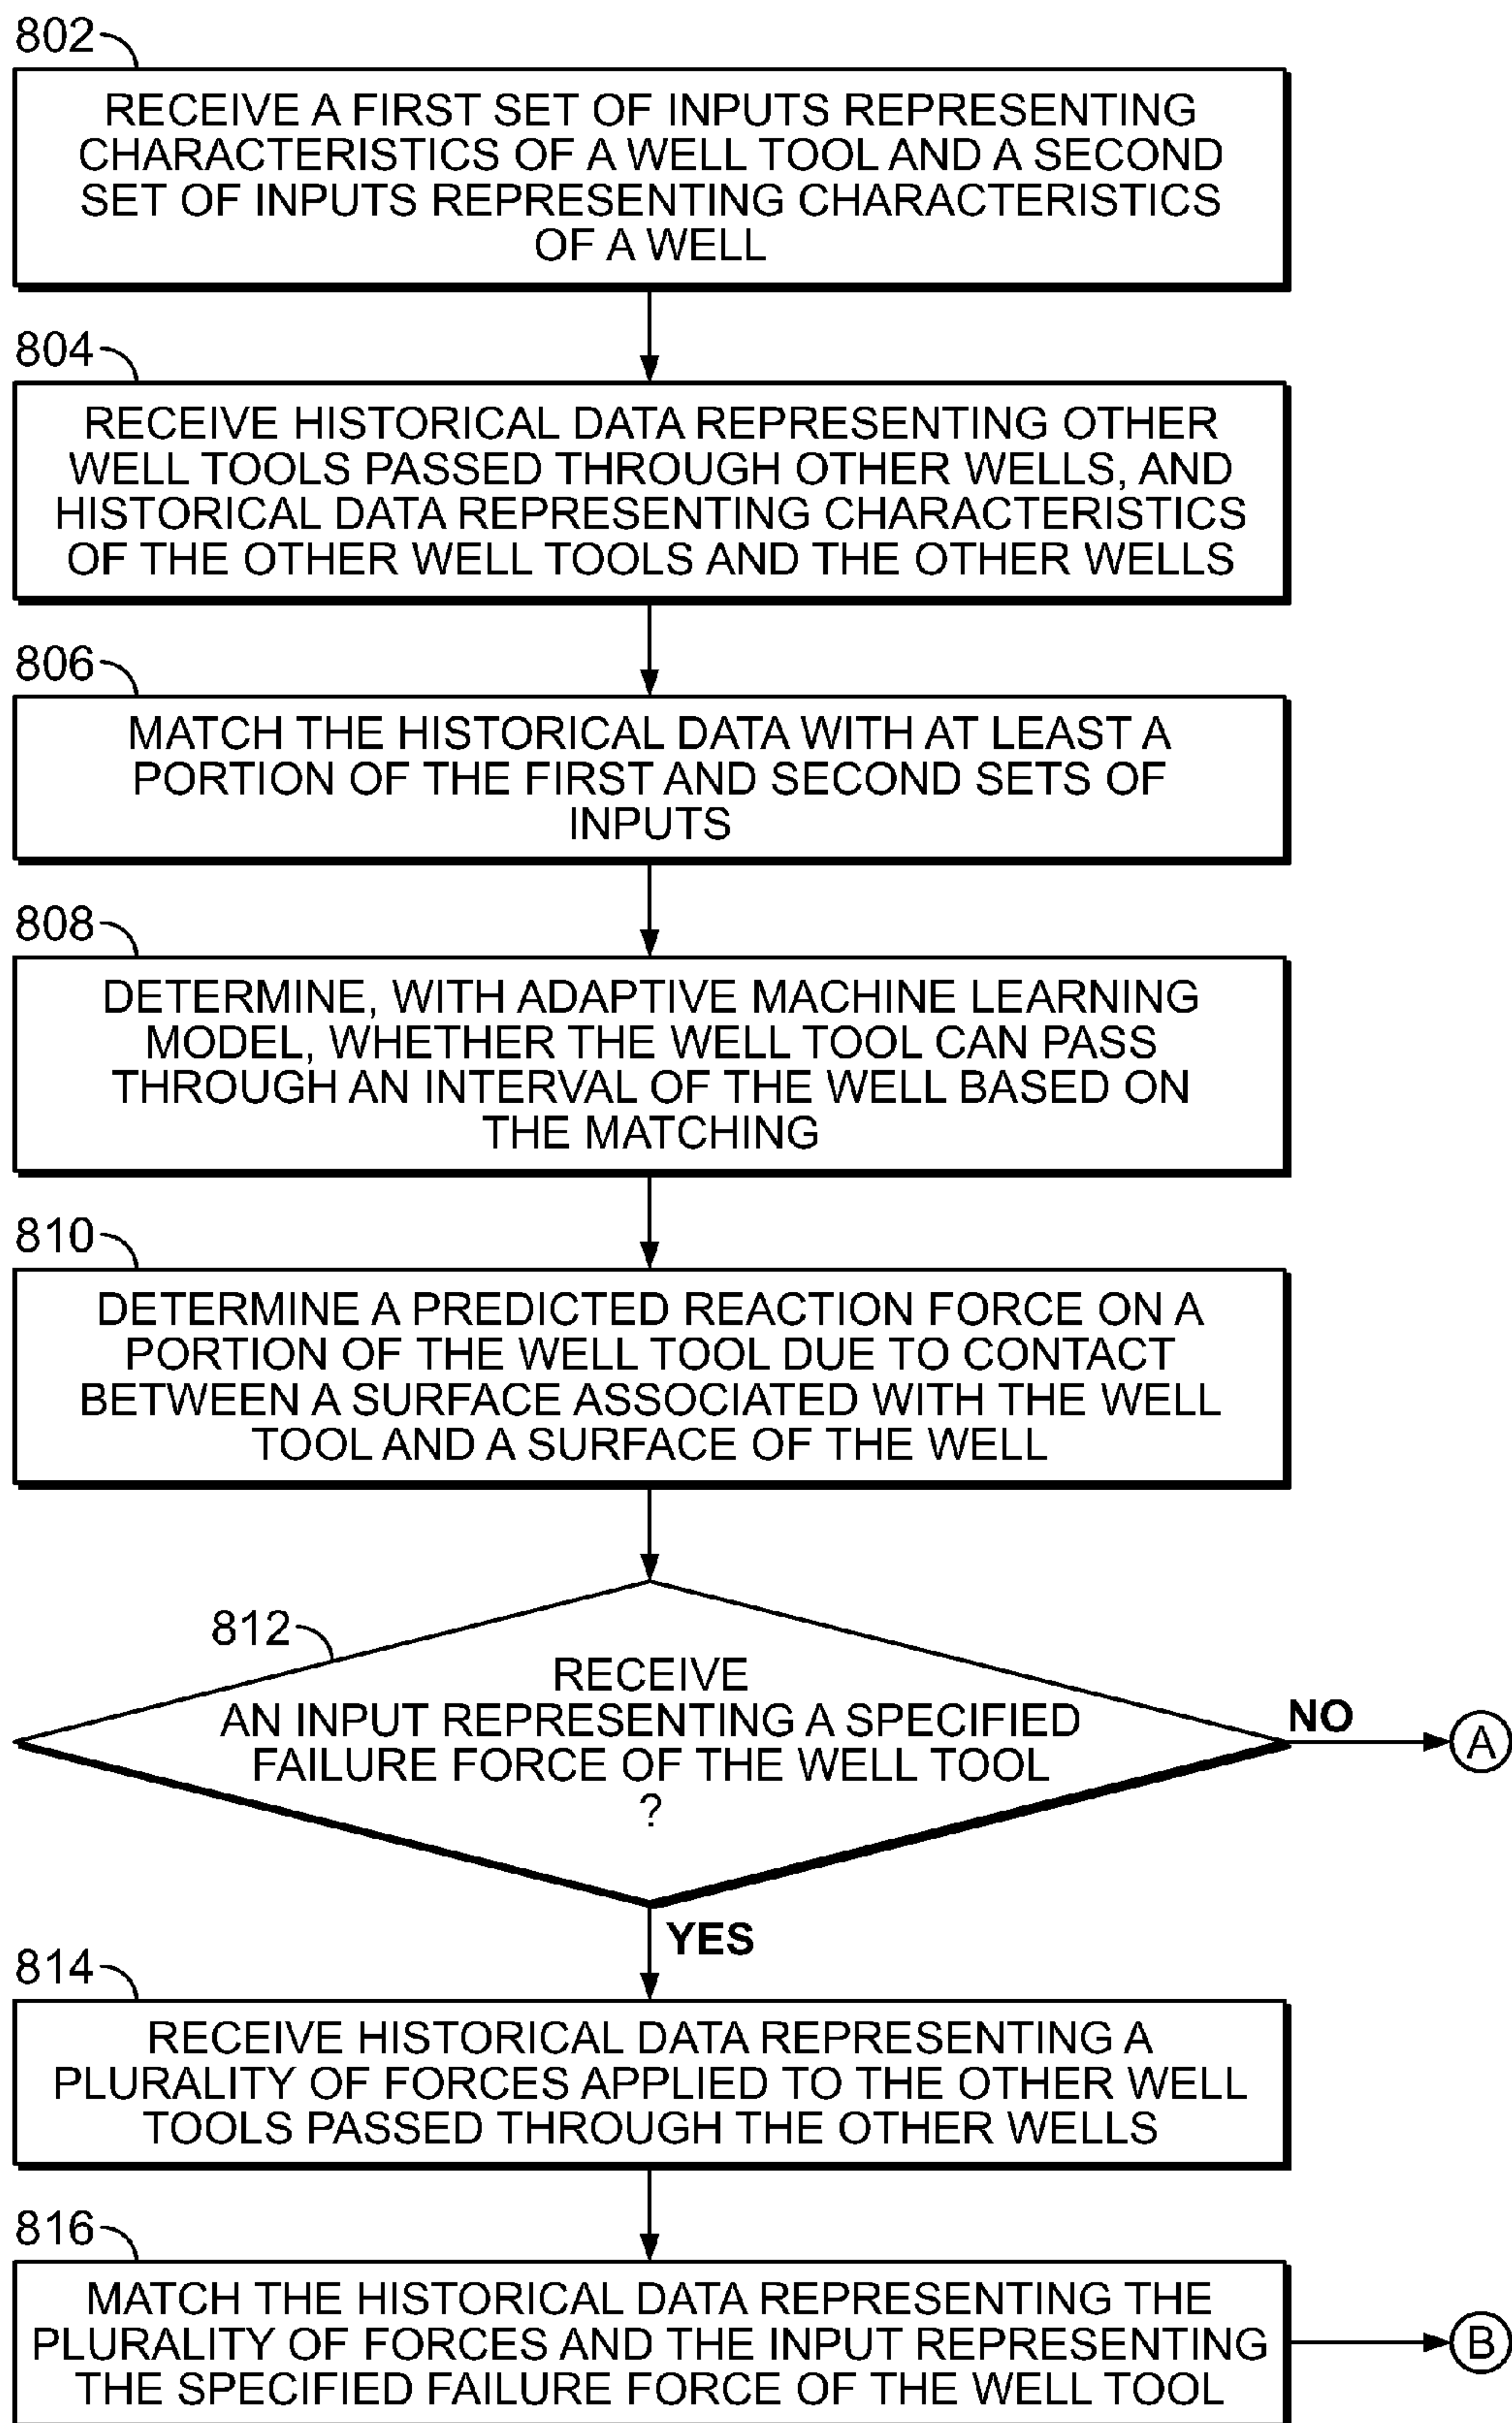 802
RECEIVE A FIRST SET OF INPUTS REPRESENTING
CHARACTERISTICS OF A WELL TOOL AND A SECOND
SET OF INPUTS REPRESENTING CHARACTERISTICS
OF A WELL
804
RECEIVE HISTORICAL DATA REPRESENTING OTHER
WELL TOOLS PASSED THROUGH OTHER WELLS, AND
HISTORICAL DATA REPRESENTING CHARACTERISTICS
OF THE OTHER WELL TOOLS AND THE OTHER WELLS
806
MATCH THE HISTORICAL DATA WITH AT LEAST A
PORTION OF THE FIRST AND SECOND SETS OF
INPUTS
808
DETERMINE, WITH ADAPTIVE MACHINE LEARNING
MODEL, WHETHER THE WELL TOOL CAN PASS
THROUGH AN INTERVAL OF THE WELL BASED ON
THE MATCHING
810
DETERMINE A PREDICTED REACTION FORCE ON A
PORTION OF THE WELL TOOL DUE TO CONTACT
BETWEEN A SURFACE ASSOCIATED WITH THE WELL
TOOL AND A SURFACE OF THE WELL
812
RECEIVE
AN INPUT REPRESENTING A SPECIFIED
FAILURE FORCE OF THE WELL TOOL
?
NO
A
YES
814
RECEIVE HISTORICAL DATA REPRESENTING A
PLURALITY OF FORCES APPLIED TO THE OTHER WELL
TOOLS PASSED THROUGH THE OTHER WELLS
816
MATCH THE HISTORICAL DATA REPRESENTING THE
PLURALITY OF FORCES AND THE INPUT REPRESENTING
THE SPECIFIED FAILURE FORCE OF THE WELL TOOL
B